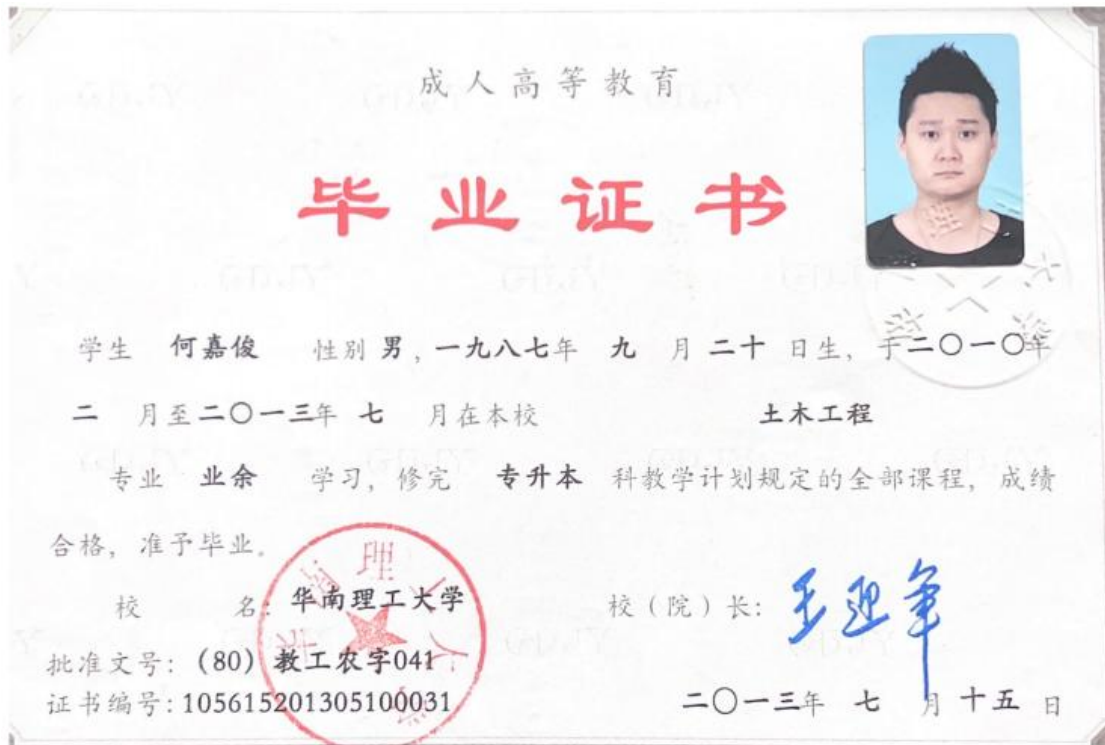 成人高等教育
毕业证书
学生 何嘉俊 性别 男，一九八七年 九 月 二十 日生，于二〇一〇年
二 月至二〇一三年 七 月在本校 土木工程
专业 业余 学习，修完 专升本 科教学计划规定的全部课程，成绩
合格，准予毕业。
校 名：华南理工大学 校（院）长：王迎军
批准文号：(80) 教工农字041
证书编号：105615201305100031 二〇一三年 七 月 十五 日